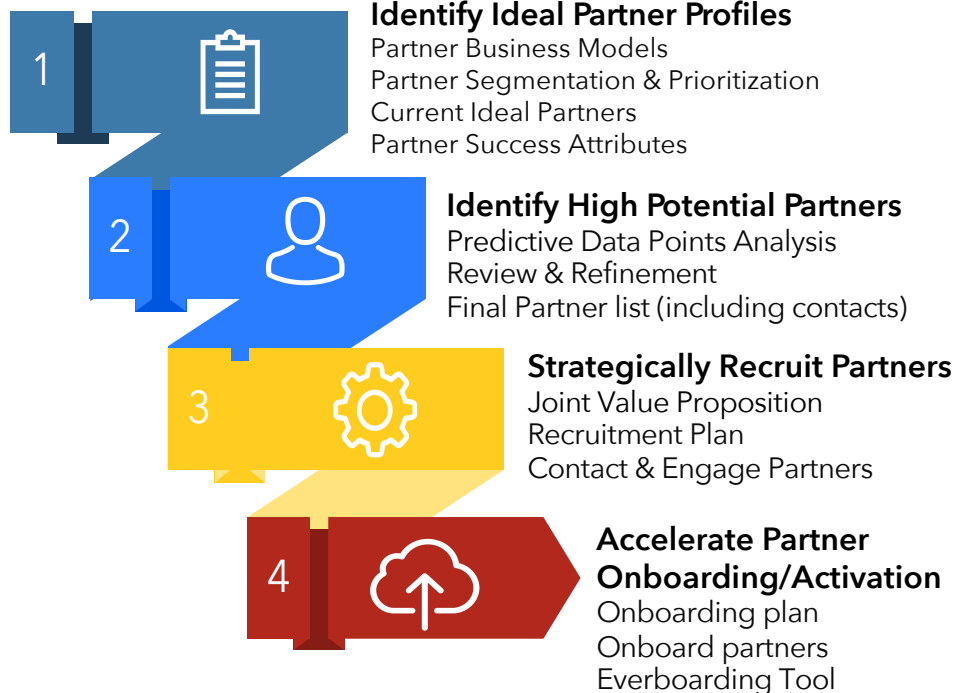 1
Identify Ideal Partner Profiles
Partner Business Models
Partner Segmentation & Prioritization
Current Ideal Partners
Partner Success Attributes
2
Identify High Potential Partners
Predictive Data Points Analysis
Review & Refinement
Final Partner list (including contacts)
3
Strategically Recruit Partners
Joint Value Proposition
Recruitment Plan
Contact & Engage Partners
4
Accelerate Partner
Onboarding/Activation
Onboarding plan
Onboard partners
Everboarding Tool